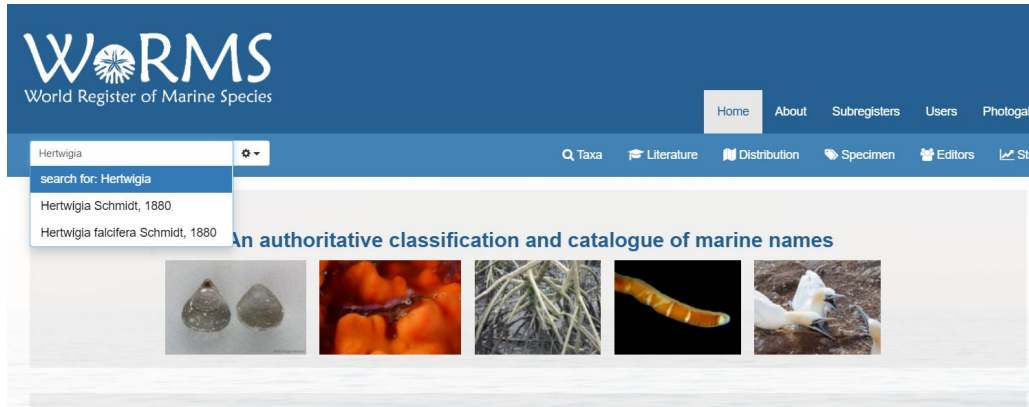 WoRMS
World Register of Marine Species
Home About Subregisters Users Photogal
Hertwigia
Taxa Literature Distribution Specimen Editors St
search for: Hertwigia
Hertwigia Schmidt, 1880
Hertwigia falcifera Schmidt, 1880
An authoritative classification and catalogue of marine names